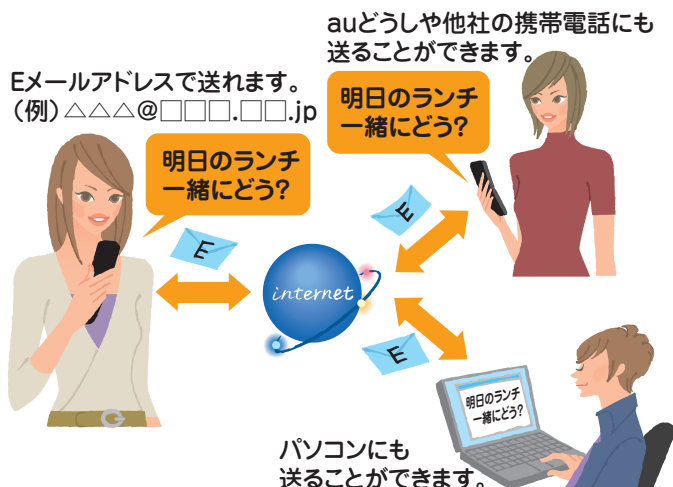 auどうしや他社の携帯電話にも
送ることができます。
Eメールアドレスで送れます。
（例）△△△@□□□.□□.jp
明日のランチ
一緒にどう？
明日のランチ
一緒にどう？
E
E
internet
E
明日のランチ
一緒にどう？
パソコンにも
送ることができます。